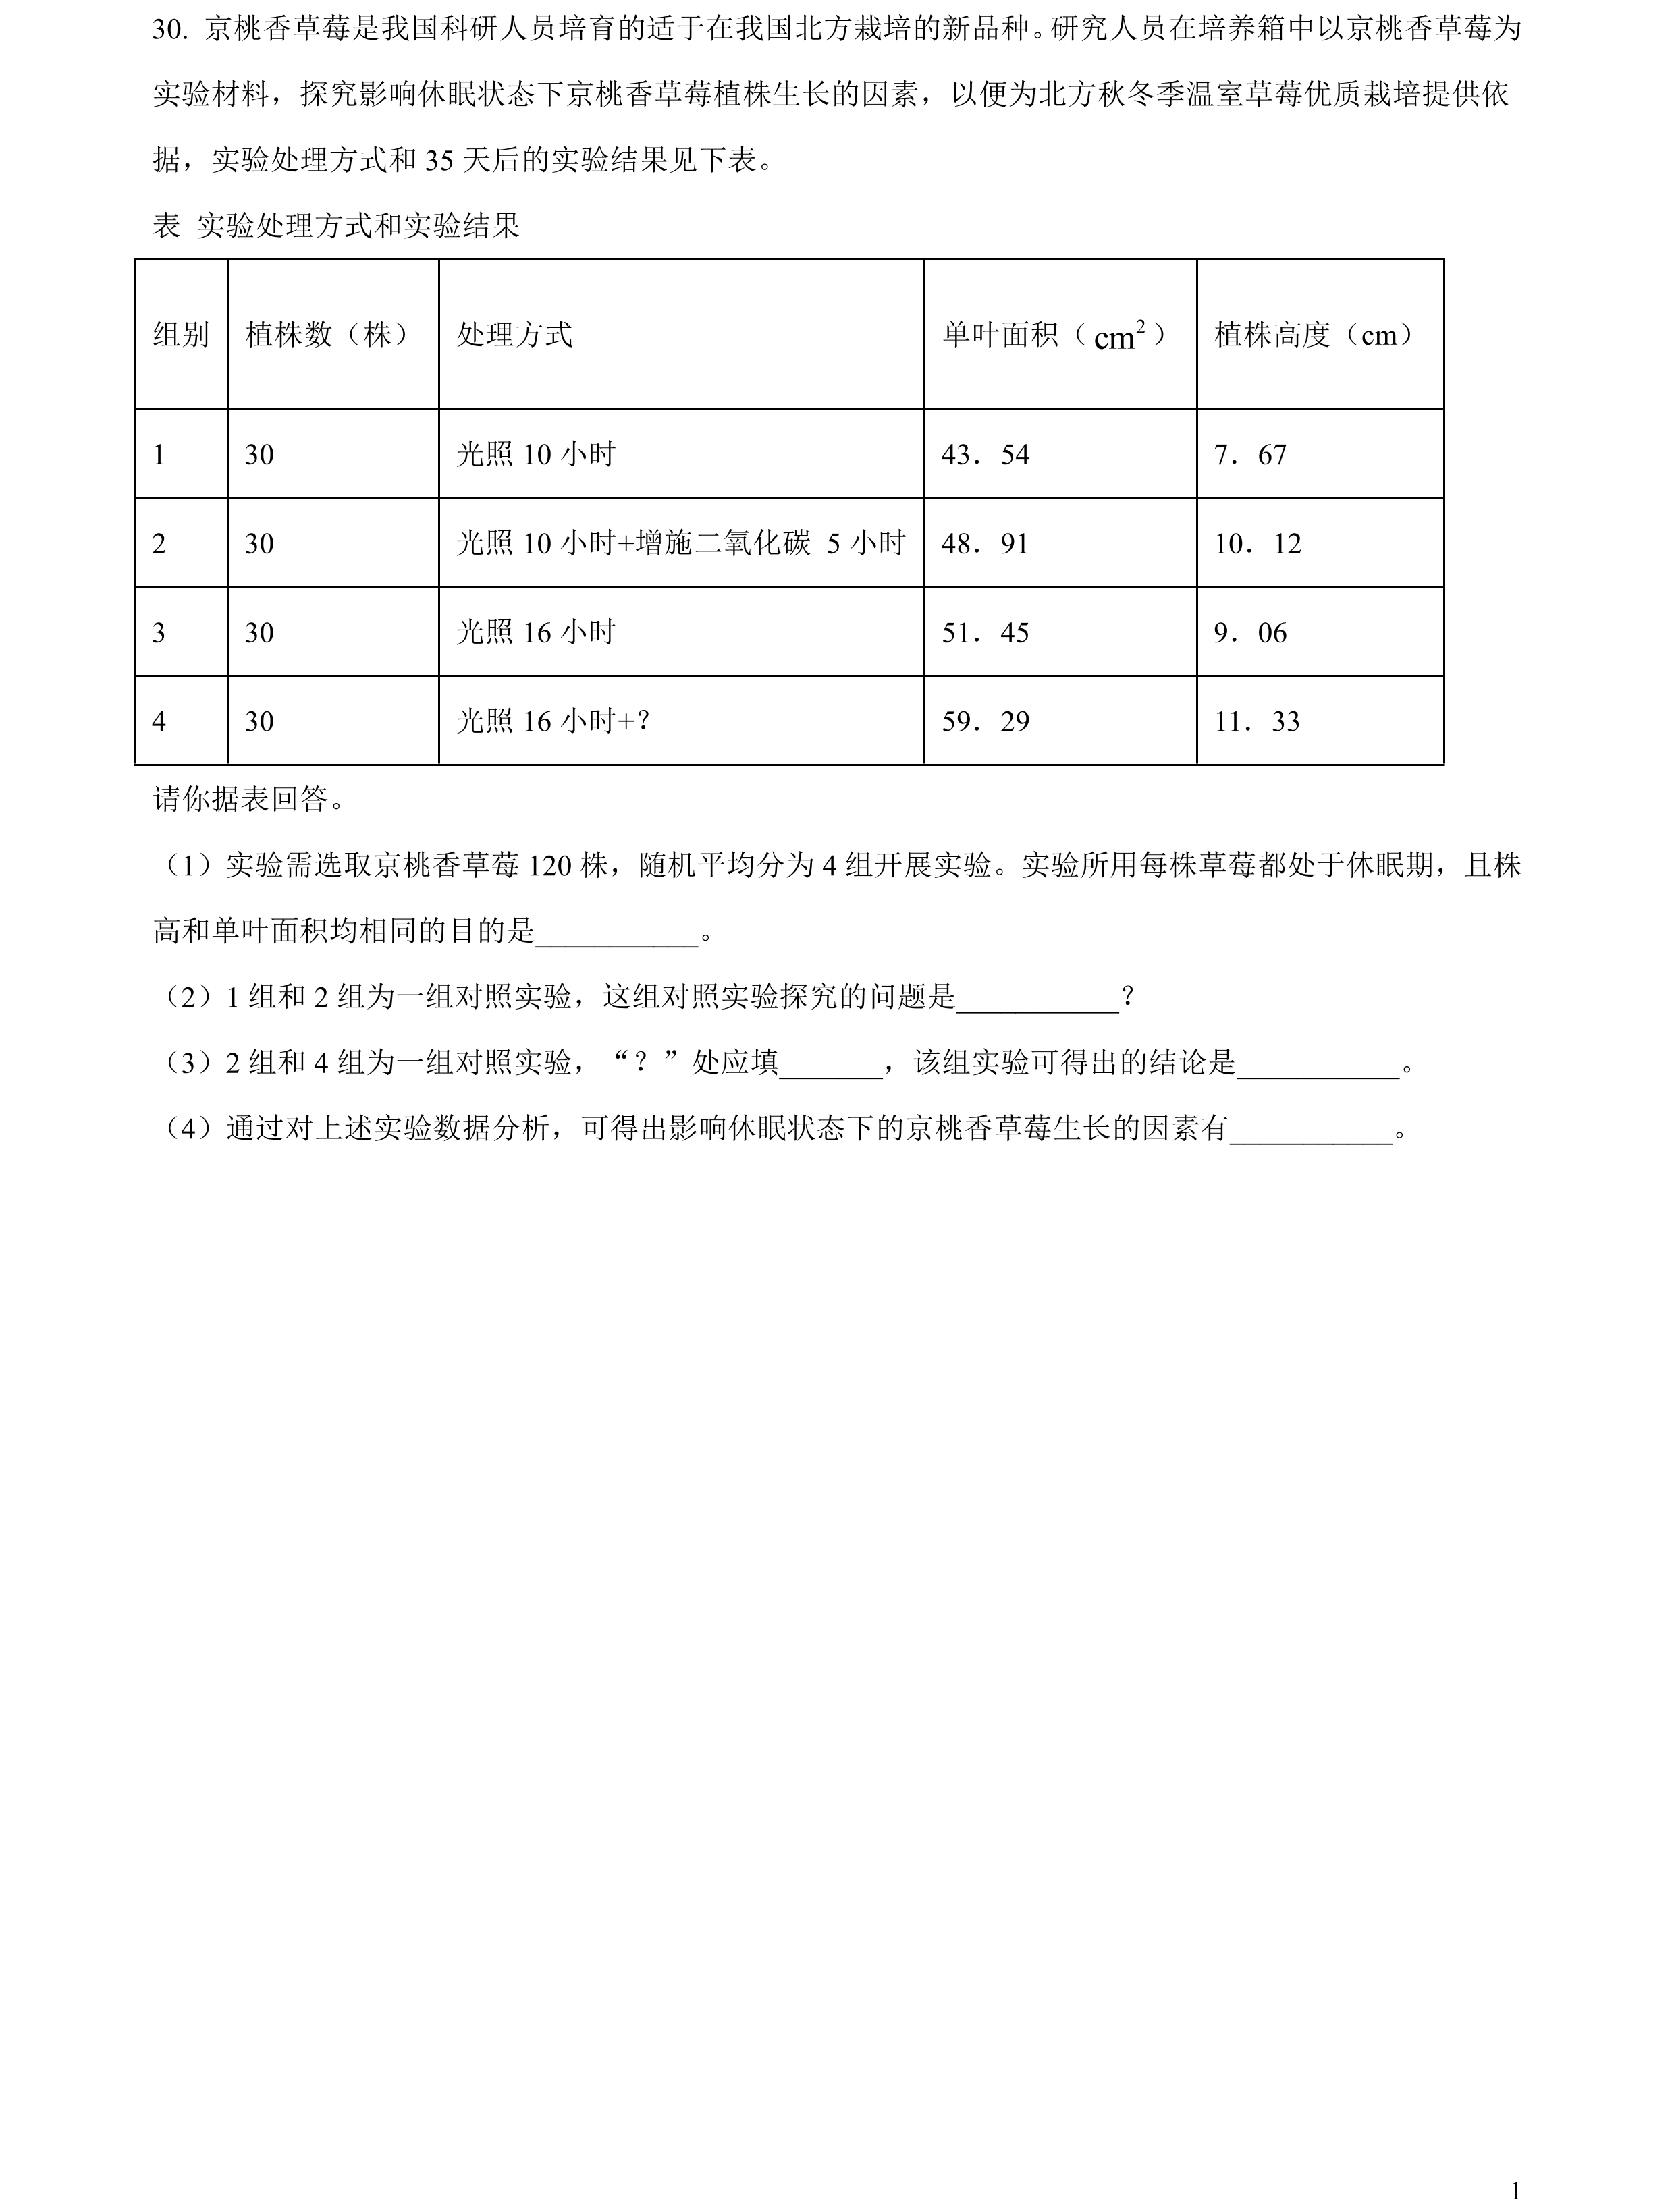 30. 京桃香草莓是我国科研人员培育的适于在我国北方栽培的新品种。研究人员在培养箱中以京桃香草莓为
实验材料，探究影响休眠状态下京桃香草莓植株生长的因素，以便为北方秋冬季温室草莓优质栽培提供依
据，实验处理方式和 35 天后的实验结果见下表。
表 实验处理方式和实验结果
组别 植株数（株） 处理方式 单叶面积（cm²） 植株高度（cm）
1 30 光照 10 小时 43．54 7．67
2 30 光照 10 小时+增施二氧化碳 5 小时 48．91 10．12
3 30 光照 16 小时 51．45 9．06
4 30 光照 16 小时+？ 59．29 11．33
请你据表回答。
（1）实验需选取京桃香草莓 120 株，随机平均分为 4 组开展实验。实验所用每株草莓都处于休眠期，且株
高和单叶面积均相同的目的是___________。
（2）1 组和 2 组为一组对照实验，这组对照实验探究的问题是___________？
（3）2 组和 4 组为一组对照实验，“？”处应填_______，该组实验可得出的结论是___________。
（4）通过对上述实验数据分析，可得出影响休眠状态下的京桃香草莓生长的因素有___________。
1